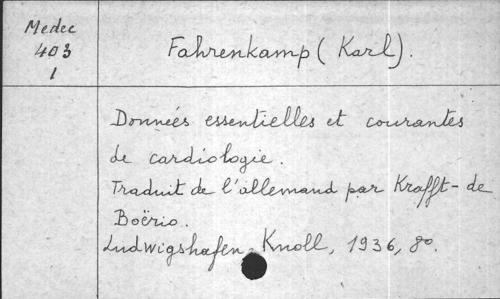 Medec
403
1
Fahrenkamp (Karl).
Données essentielles et courantes
de cardiologie.
Traduit de l'allemand par Krafft-de
Boërio.
Ludwigshafen, Knoll, 1936, 8º.